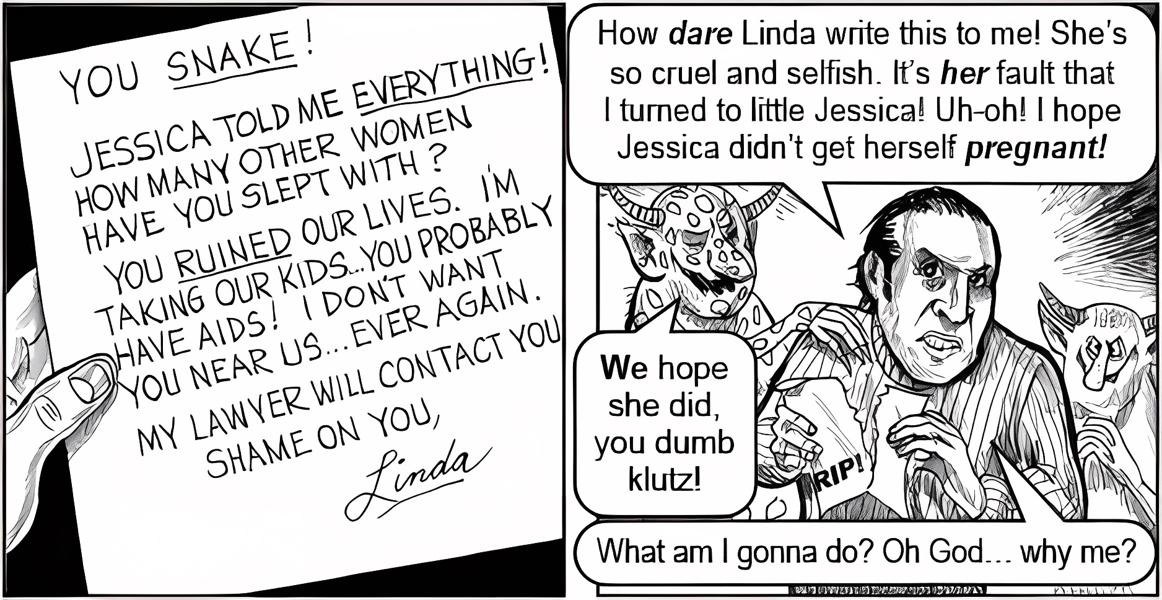 YOU SNAKE!
JESSICA TOLD ME EVERYTHING!
HOW MANY OTHER WOMEN
HAVE YOU SLEPT WITH?
YOU RUINED OUR LIVES. I'M
TAKING OUR KIDS...YOU PROBABLY
HAVE AIDS! I DON'T WANT
YOU NEAR US...EVER AGAIN.
MY LAWYER WILL CONTACT YOU
SHAME ON YOU,
Linda
How dare Linda write this to me! She's
so cruel and selfish. It's her fault that
I turned to little Jessica! Uh-oh! I hope
Jessica didn't get herself pregnant!
We hope
she did,
you dumb
klutz!
RIP!
What am I gonna do? Oh God... why me?